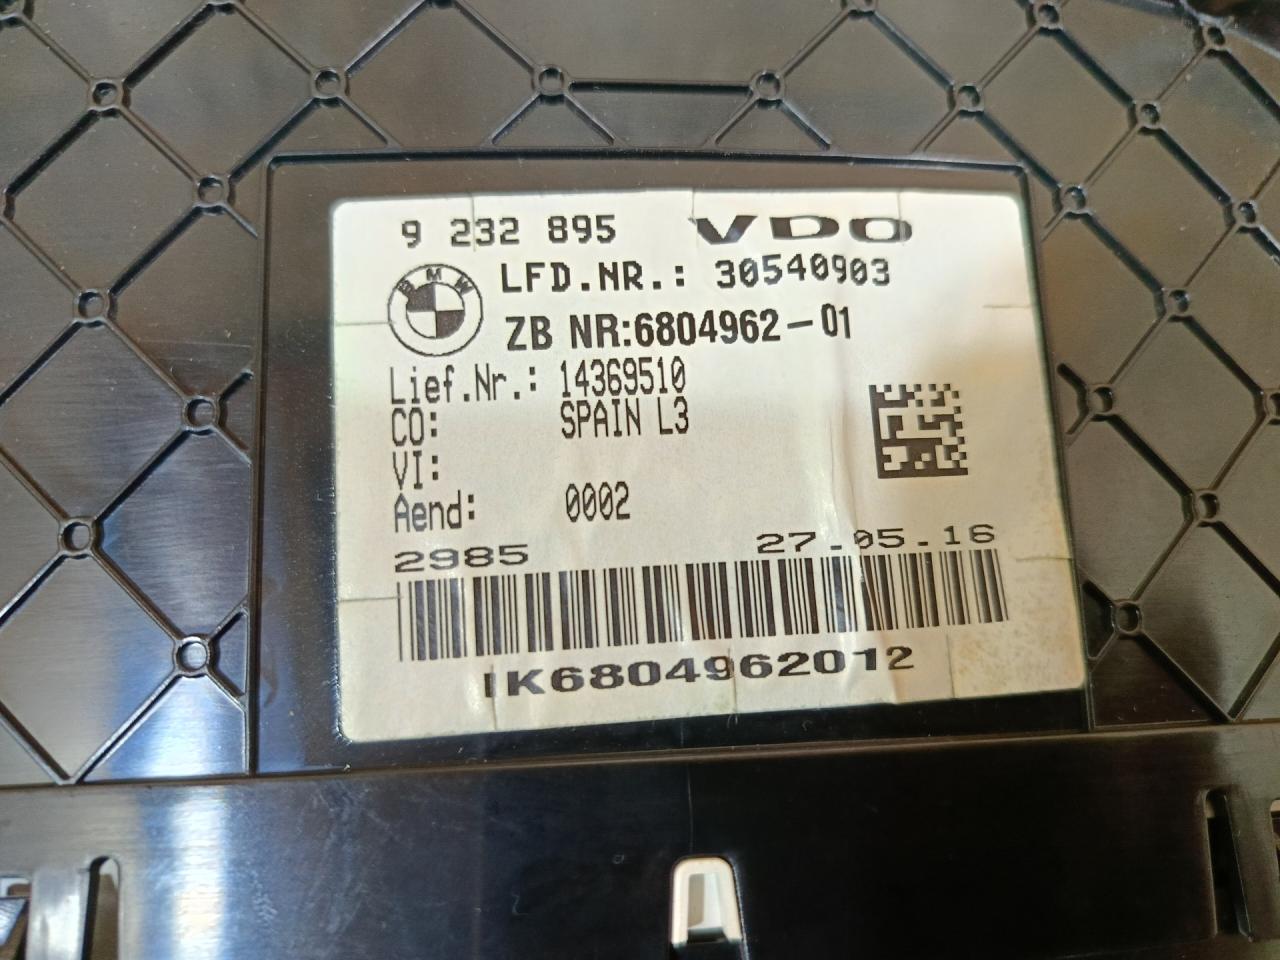 9 232 895 VDO
BMW
LFD.NR.: 30540903
ZB NR:6804962-01
Lief.Nr.: 14369510
CO: SPAIN L3
VI:
Aend: 0002
2985 27.05.16
IK6804962012